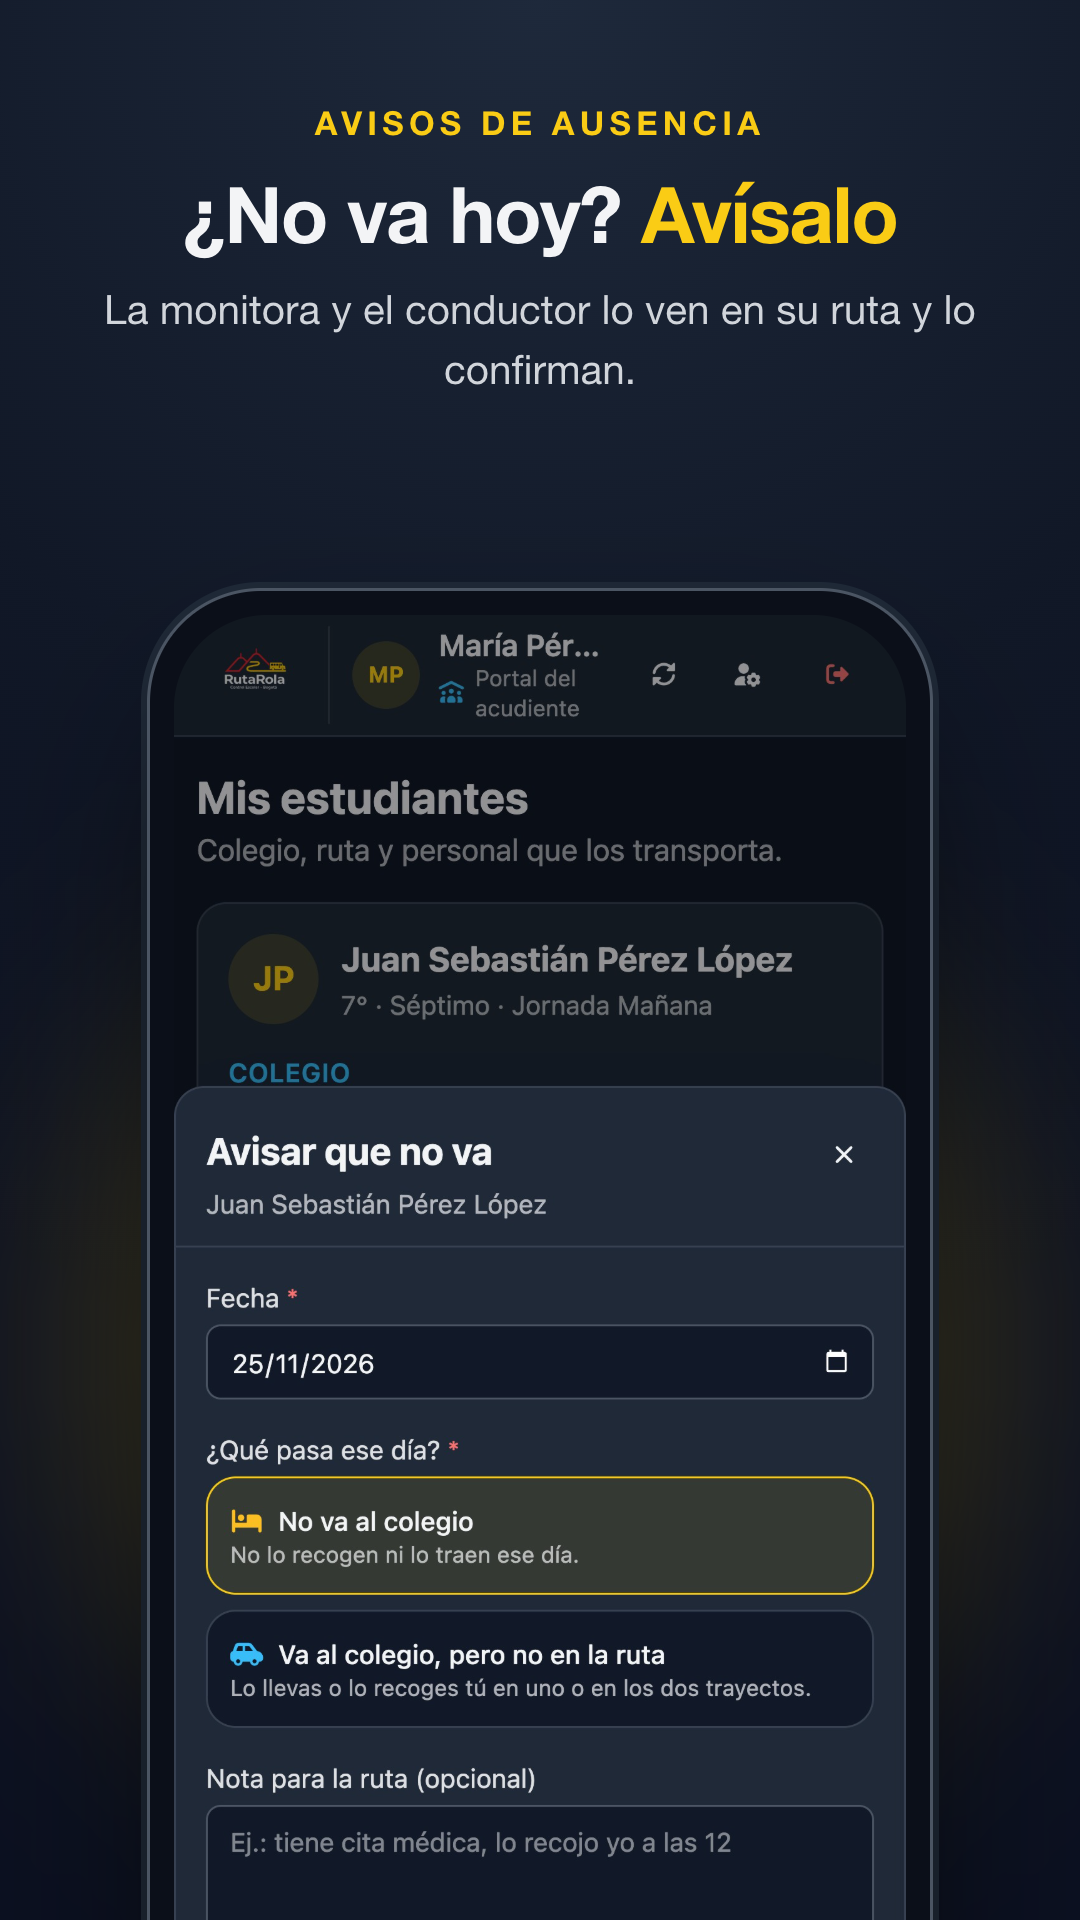 AVISOS DE AUSENCIA
¿No va hoy? Avísalo
La monitora y el conductor lo ven en su ruta y lo
confirman.
RutaRola
MP
María Pér...
Portal del
acudiente
Mis estudiantes
Colegio, ruta y personal que los transporta.
JP
Juan Sebastián Pérez López
7° · Séptimo · Jornada Mañana
COLEGIO
Avisar que no va
Juan Sebastián Pérez López
Fecha *
25/11/2026
¿Qué pasa ese día? *
No va al colegio
No lo recogen ni lo traen ese día.
Va al colegio, pero no en la ruta
Lo llevas o lo recoges tú en uno o en los dos trayectos.
Nota para la ruta (opcional)
Ej.: tiene cita médica, lo recojo yo a las 12